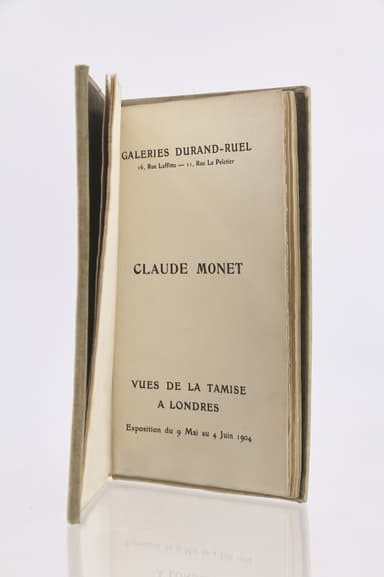 GALERIES DURAND-RUEL
16, Rue Laffitte — 11, Rue Le Peletier
CLAUDE MONET
VUES DE LA TAMISE
A LONDRES
Exposition du 9 Mai au 4 Juin 1904